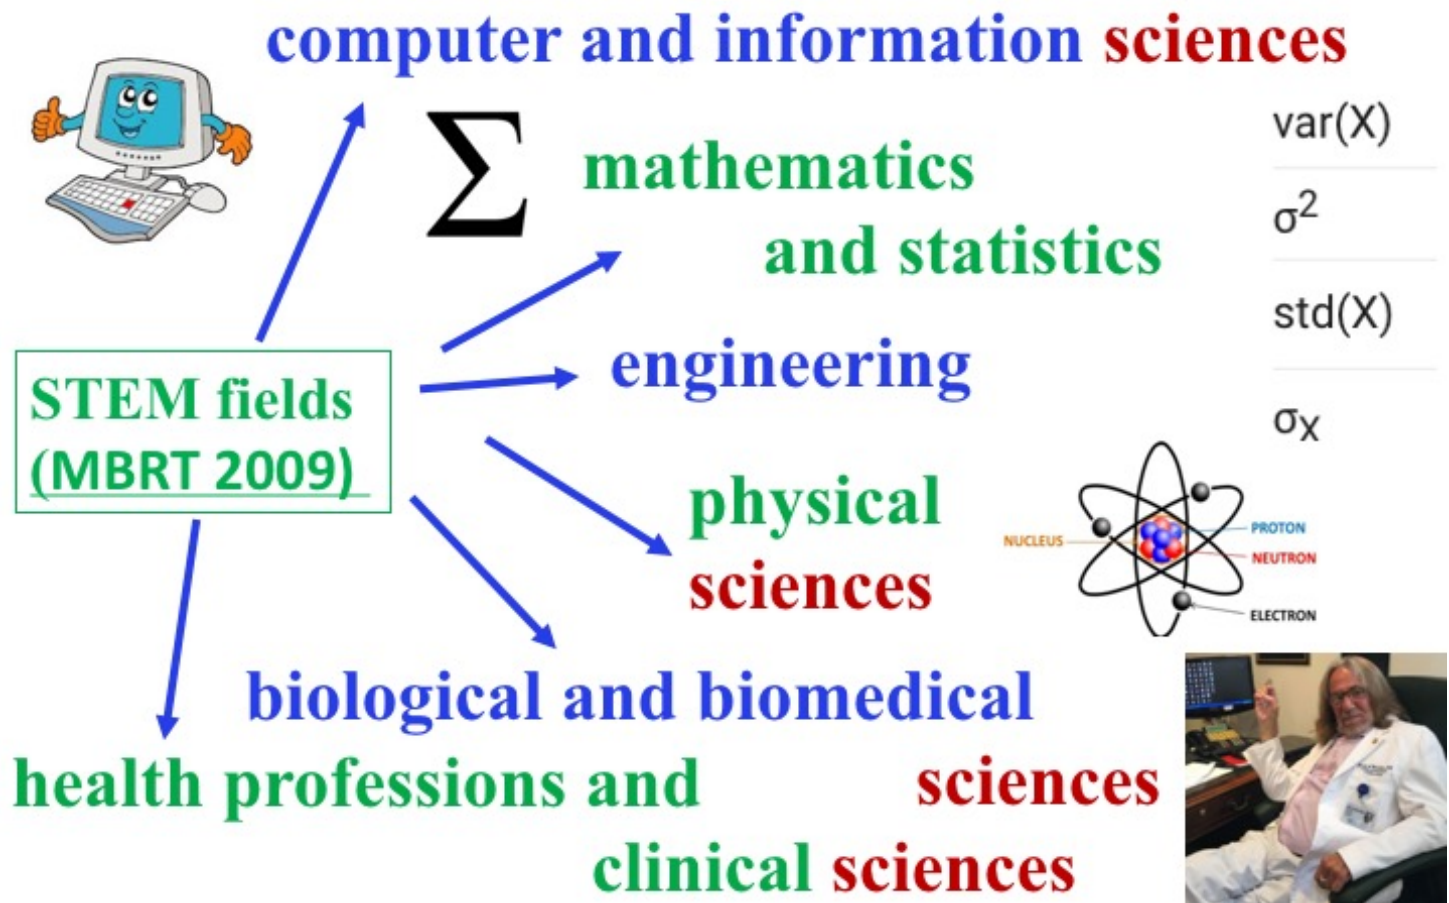 computer and information sciences
Σ
mathematics
and statistics
var(X)
σ²
std(X)
σX
engineering
STEM fields
(MBRT 2009)
physical
sciences
NUCLEUS
PROTON
NEUTRON
ELECTRON
biological and biomedical
sciences
health professions and
clinical sciences